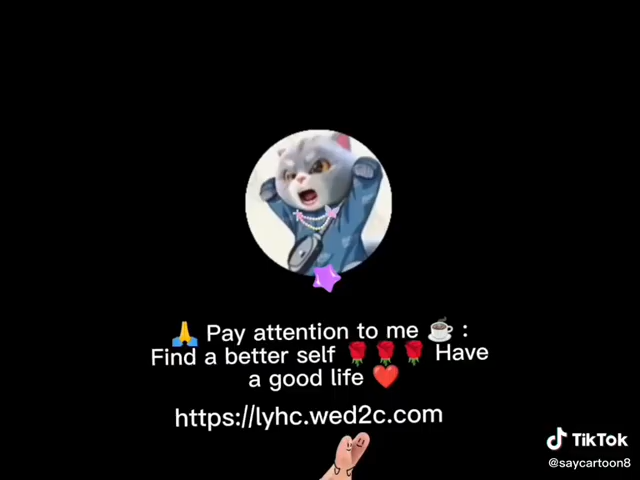 🙏 Pay attention to me ☕ :
Find a better self 🌹🌹🌹 Have
a good life ❤️
https://lyhc.wed2c.com
TikTok
@saycartoon8